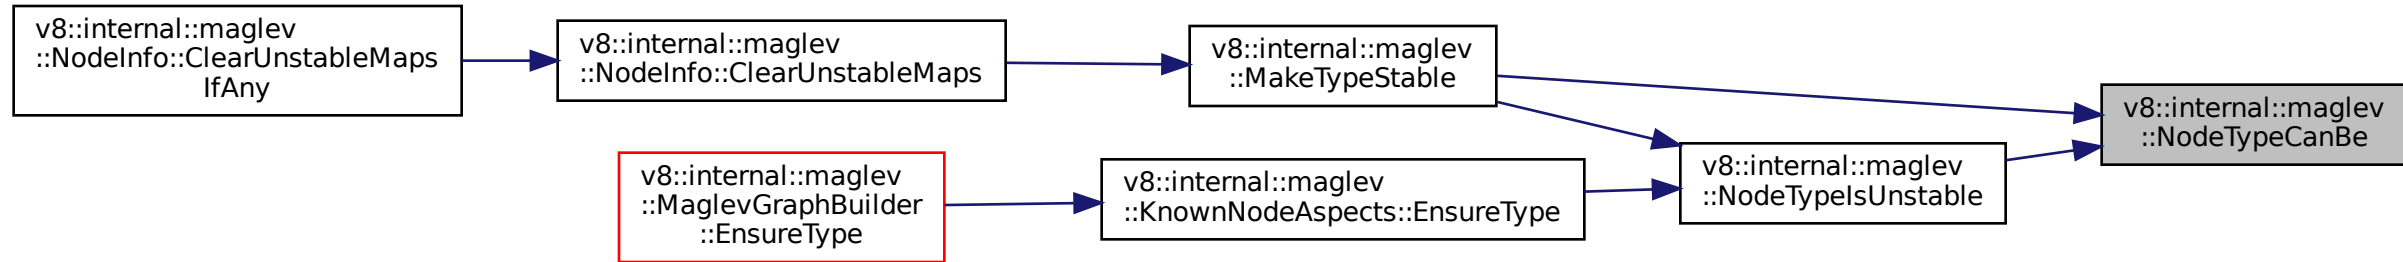 v8::internal::maglev
::NodeInfo::ClearUnstableMaps
IfAny
v8::internal::maglev
::NodeInfo::ClearUnstableMaps
v8::internal::maglev
::MakeTypeStable
v8::internal::maglev
::NodeTypeCanBe
v8::internal::maglev
::MaglevGraphBuilder
::EnsureType
v8::internal::maglev
::KnownNodeAspects::EnsureType
v8::internal::maglev
::NodeTypeIsUnstable